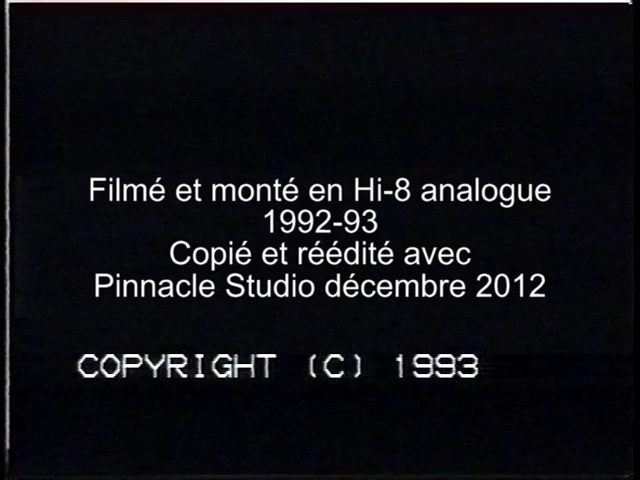 Filmé et monté en Hi-8 analogue
1992-93
Copié et réédité avec
Pinnacle Studio décembre 2012
COPYRIGHT (C) 1993